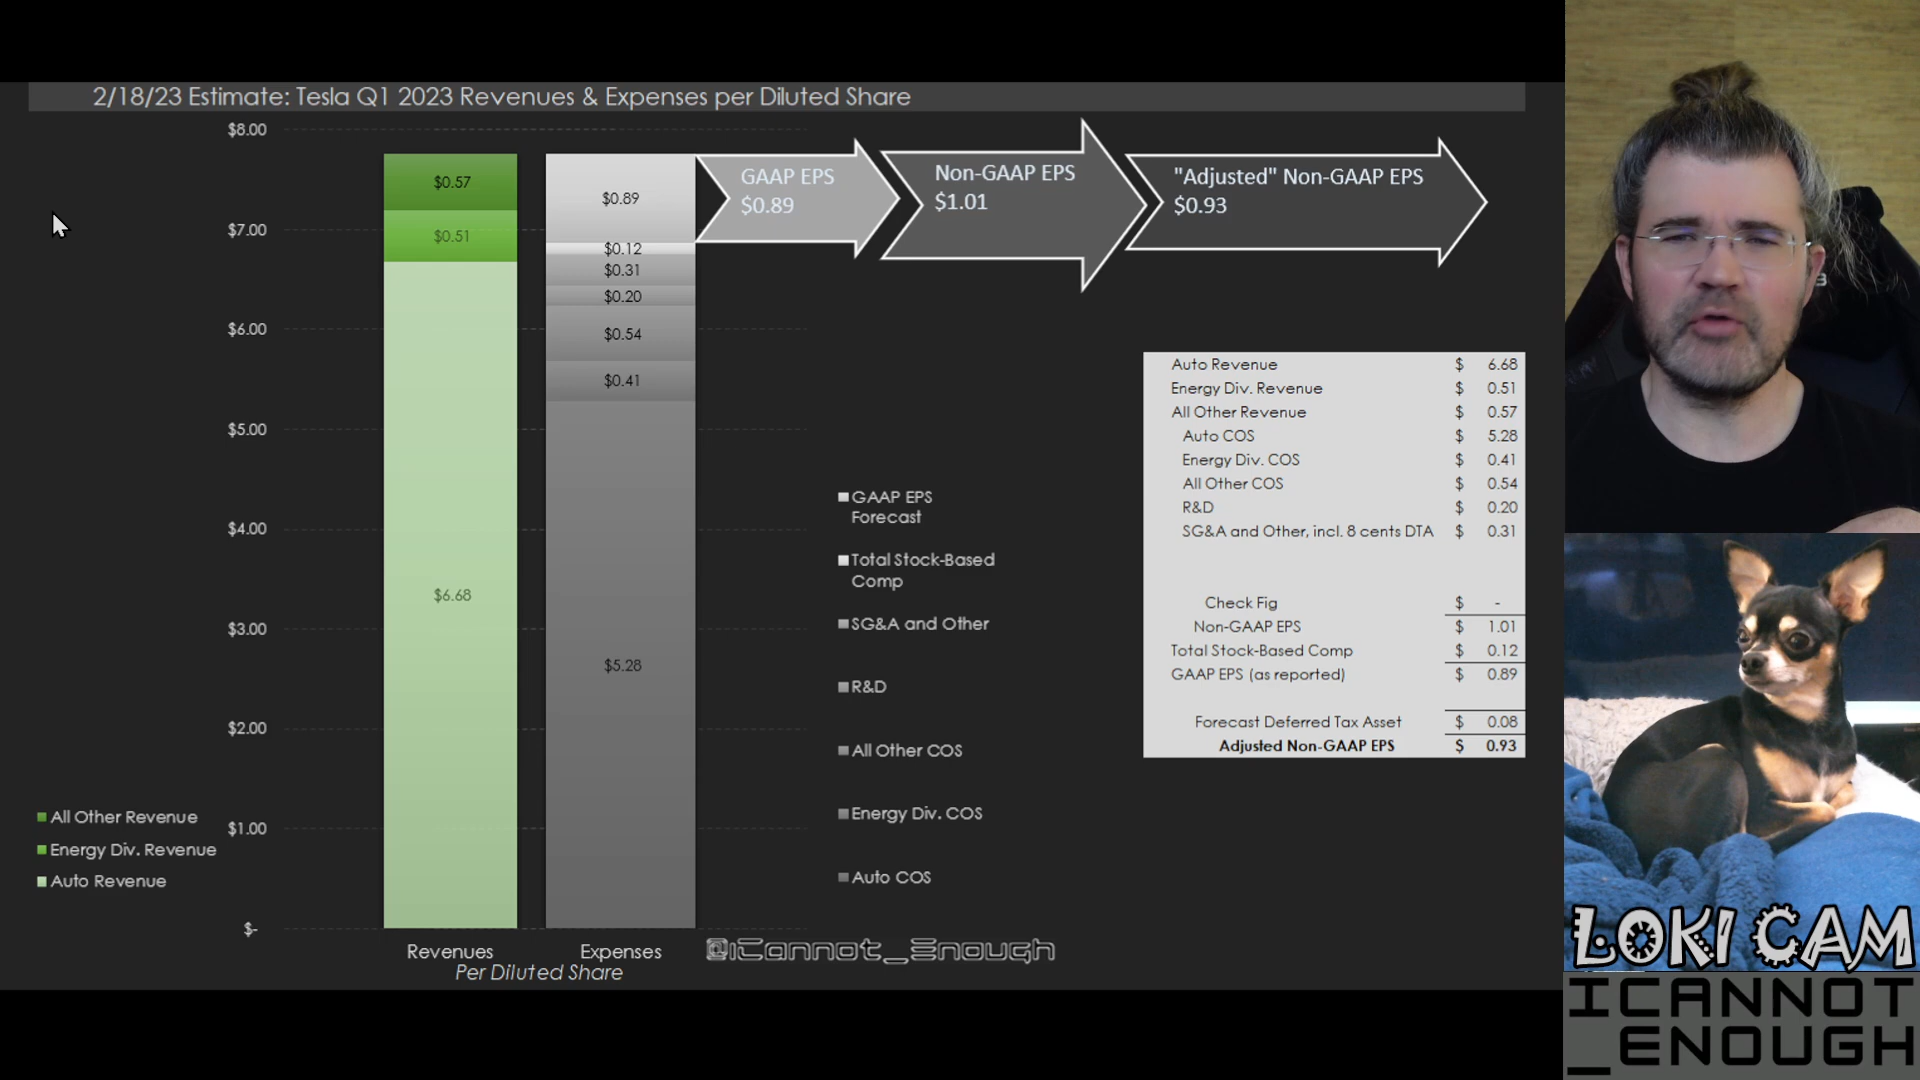 2/18/23 Estimate: Tesla Q1 2023 Revenues & Expenses per Diluted Share
$8.00
$7.00
$6.00
$5.00
$4.00
$3.00
$2.00
$1.00
$-
$0.57
$0.51
$6.68
$0.89
$0.12
$0.31
$0.20
$0.54
$0.41
$5.28
GAAP EPS
$0.89
Non-GAAP EPS
$1.01
"Adjusted" Non-GAAP EPS
$0.93
Auto Revenue $ 6.68
Energy Div. Revenue $ 0.51
All Other Revenue $ 0.57
Auto COS $ 5.28
Energy Div. COS $ 0.41
All Other COS $ 0.54
R&D $ 0.20
SG&A and Other, incl. 8 cents DTA $ 0.31
Check Fig $ -
Non-GAAP EPS $ 1.01
Total Stock-Based Comp $ 0.12
GAAP EPS (as reported) $ 0.89
Forecast Deferred Tax Asset $ 0.08
Adjusted Non-GAAP EPS $ 0.93
GAAP EPS
Forecast
Total Stock-Based
Comp
SG&A and Other
R&D
All Other COS
Energy Div. COS
Auto COS
All Other Revenue
Energy Div. Revenue
Auto Revenue
Revenues
Expenses
Per Diluted Share
@iCannot_Enough
LOKI CAM
ICANNOT
_ENOUGH